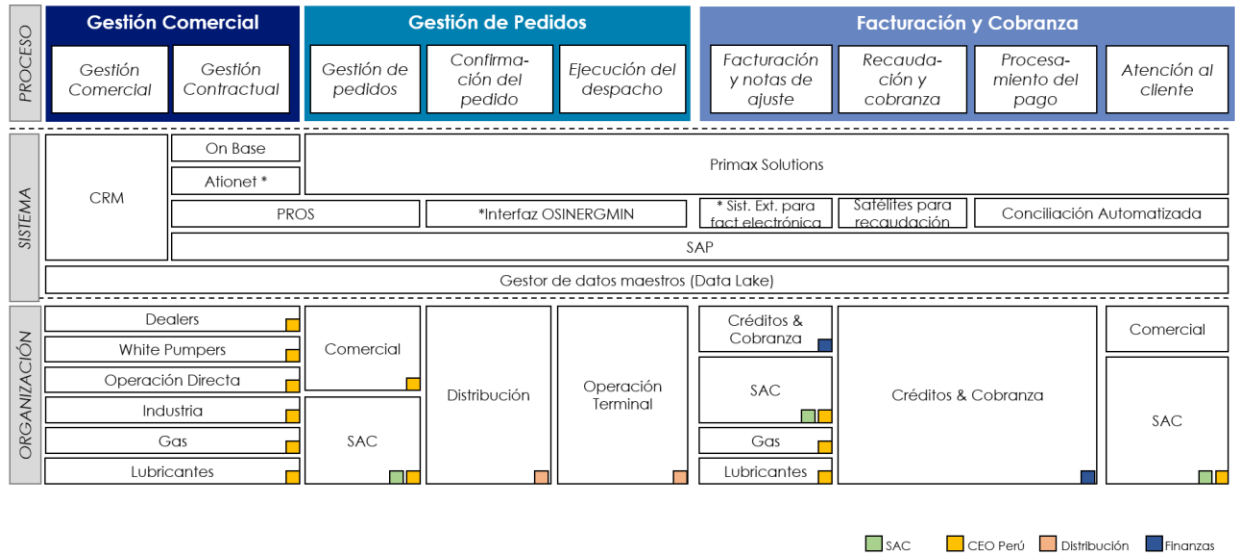 PROCESO
Gestión Comercial
Gestión de Pedidos
Facturación y Cobranza
Gestión
Comercial
Gestión
Contractual
Gestión de
pedidos
Confirma-
ción del
pedido
Ejecución del
despacho
Facturación
y notas de
ajuste
Recauda-
ción y
cobranza
Procesa-
miento del
pago
Atención al
cliente
SISTEMA
CRM
On Base
Ationet *
Primax Solutions
PROS
*Interfaz OSINERGMIN
* Sist. Ext. para
fact electrónica
Satélites para
recaudación
Conciliación Automatizada
SAP
Gestor de datos maestros (Data Lake)
ORGANIZACIÓN
Dealers
White Pumpers
Operación Directa
Industria
Gas
Lubricantes
Comercial
SAC
Distribución
Operación
Terminal
Créditos &
Cobranza
SAC
Gas
Lubricantes
Créditos & Cobranza
Comercial
SAC
SAC
CEO Perú
Distribución
Finanzas